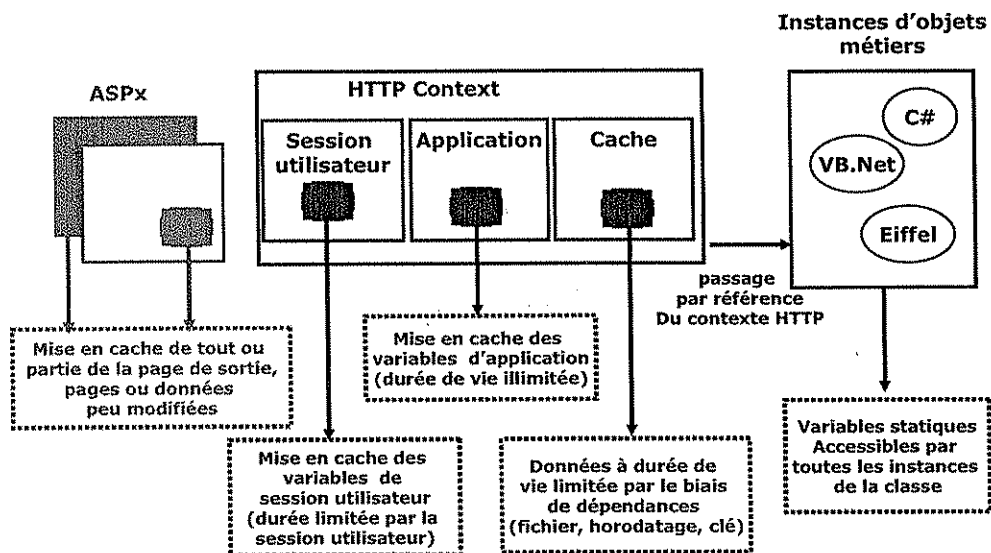 Instances d'objets
métiers
ASPx
HTTP Context
Session
utilisateur
Application
Cache
C#
VB.Net
Eiffel
passage
par référence
Du contexte HTTP
Mise en cache de tout ou
partie de la page de sortie,
pages ou données
peu modifiées
Mise en cache des
variables d'application
(durée de vie illimitée)
Mise en cache des
variables de
session utilisateur
(durée limitée par la
session utilisateur)
Données à durée de
vie limitée par le biais
de dépendances
(fichier, horodatage, clé)
Variables statiques
Accessibles par
toutes les instances
de la classe